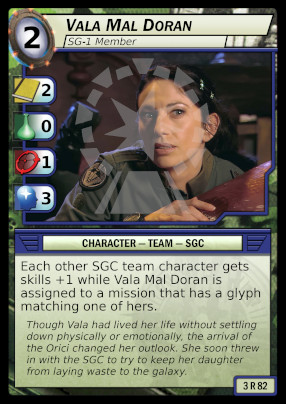 2
VALA MAL DORAN
SG-1 Member
2
0
1
3
CHARACTER – TEAM – SGC
Each other SGC team character gets
skills +1 while Vala Mal Doran is
assigned to a mission that has a glyph
matching one of hers.
Though Vala had lived her life without settling
down physically or emotionally, the arrival of
the Orici changed her outlook. She soon threw
in with the SGC to try to keep her daughter
from laying waste to the galaxy.
3 R 82